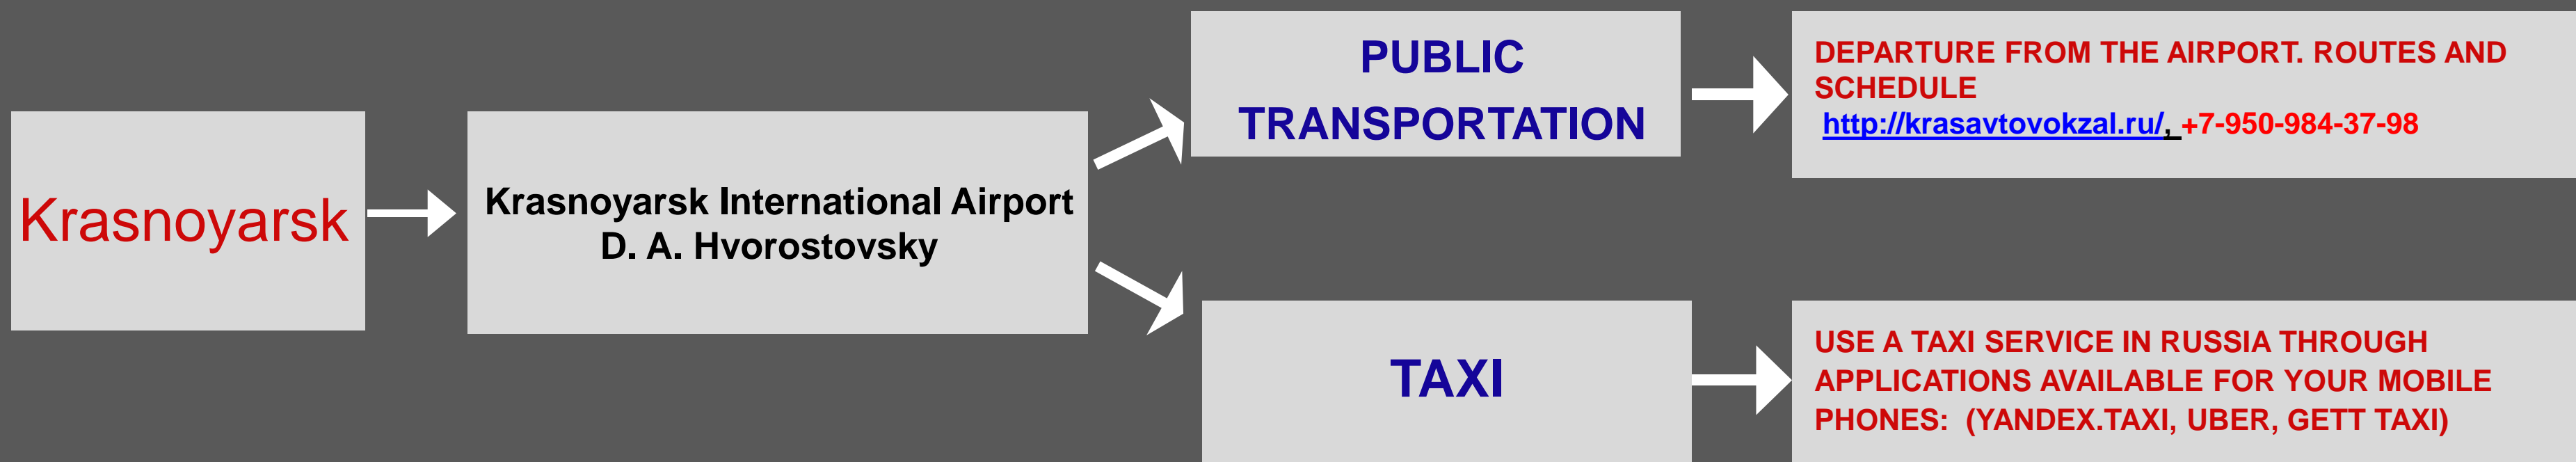 Krasnoyarsk
Krasnoyarsk International Airport
D. A. Hvorostovsky
PUBLIC
TRANSPORTATION
DEPARTURE FROM THE AIRPORT. ROUTES AND
SCHEDULE
http://krasavtovokzal.ru/, +7-950-984-37-98
TAXI
USE A TAXI SERVICE IN RUSSIA THROUGH
APPLICATIONS AVAILABLE FOR YOUR MOBILE
PHONES: (YANDEX.TAXI, UBER, GETT TAXI)